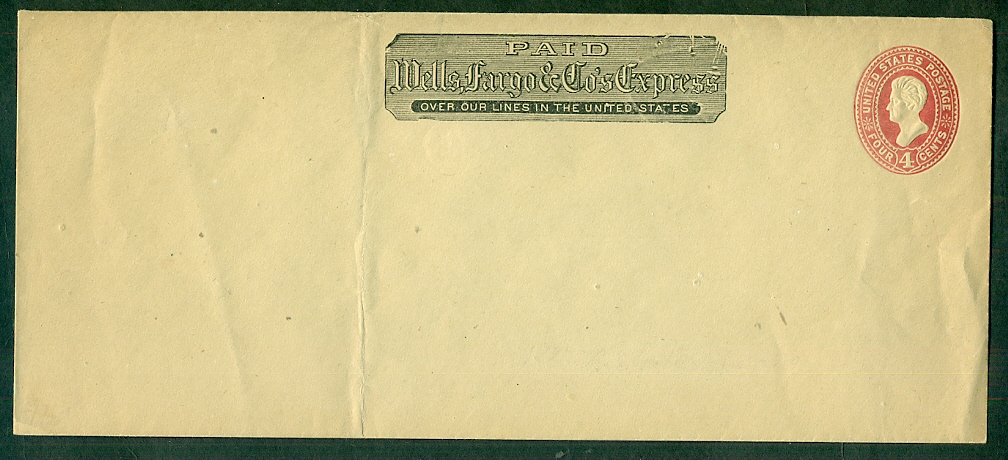 PAID
Wells, Fargo & Co's Express
OVER OUR LINES IN THE UNITED STATES
UNITED STATES POSTAGE
FOUR 4 CENTS